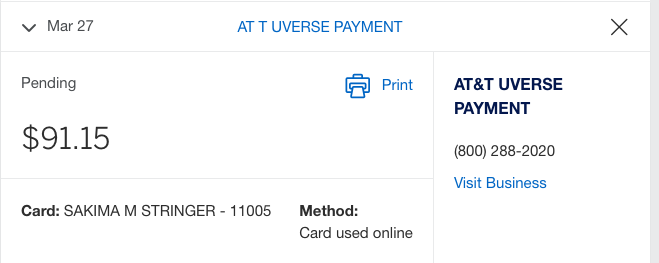 Mar 27
AT T UVERSE PAYMENT
Pending
Print
$91.15
Card: SAKIMA M STRINGER - 11005
Method:
Card used online
AT&T UVERSE
PAYMENT
(800) 288-2020
Visit Business